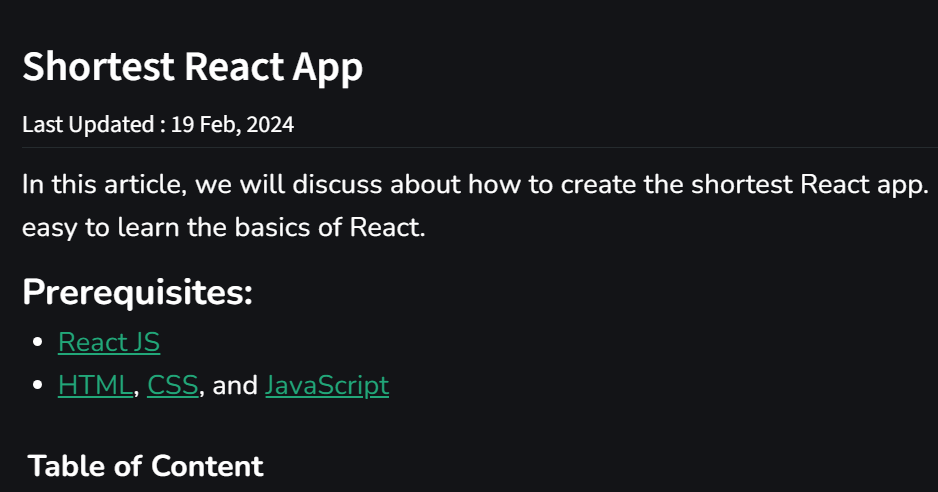 Shortest React App
Last Updated : 19 Feb, 2024
In this article, we will discuss about how to create the shortest React app.
easy to learn the basics of React.
Prerequisites:
React JS
HTML, CSS, and JavaScript
Table of Content